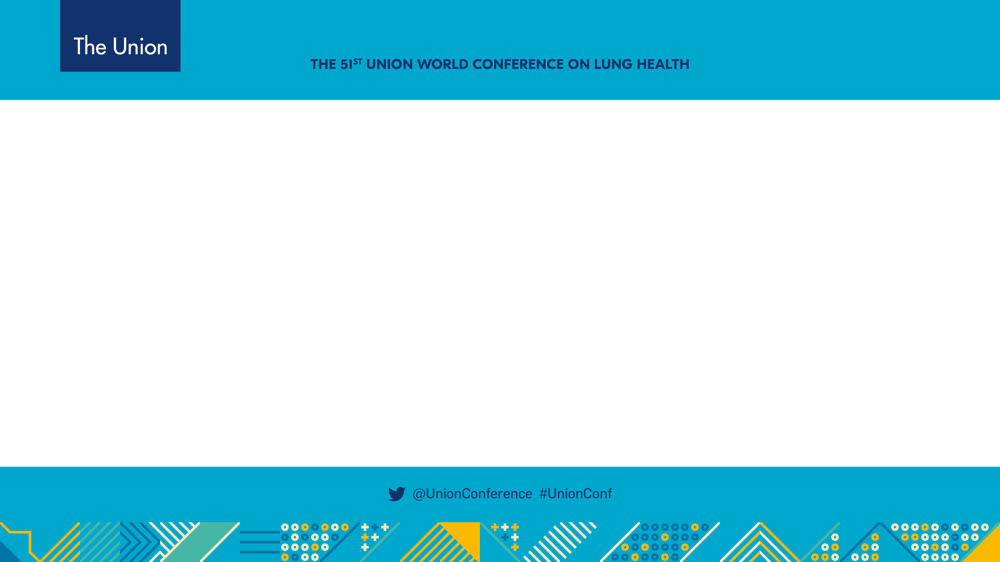 The Union
THE 51ST UNION WORLD CONFERENCE ON LUNG HEALTH
@UnionConference #UnionConf